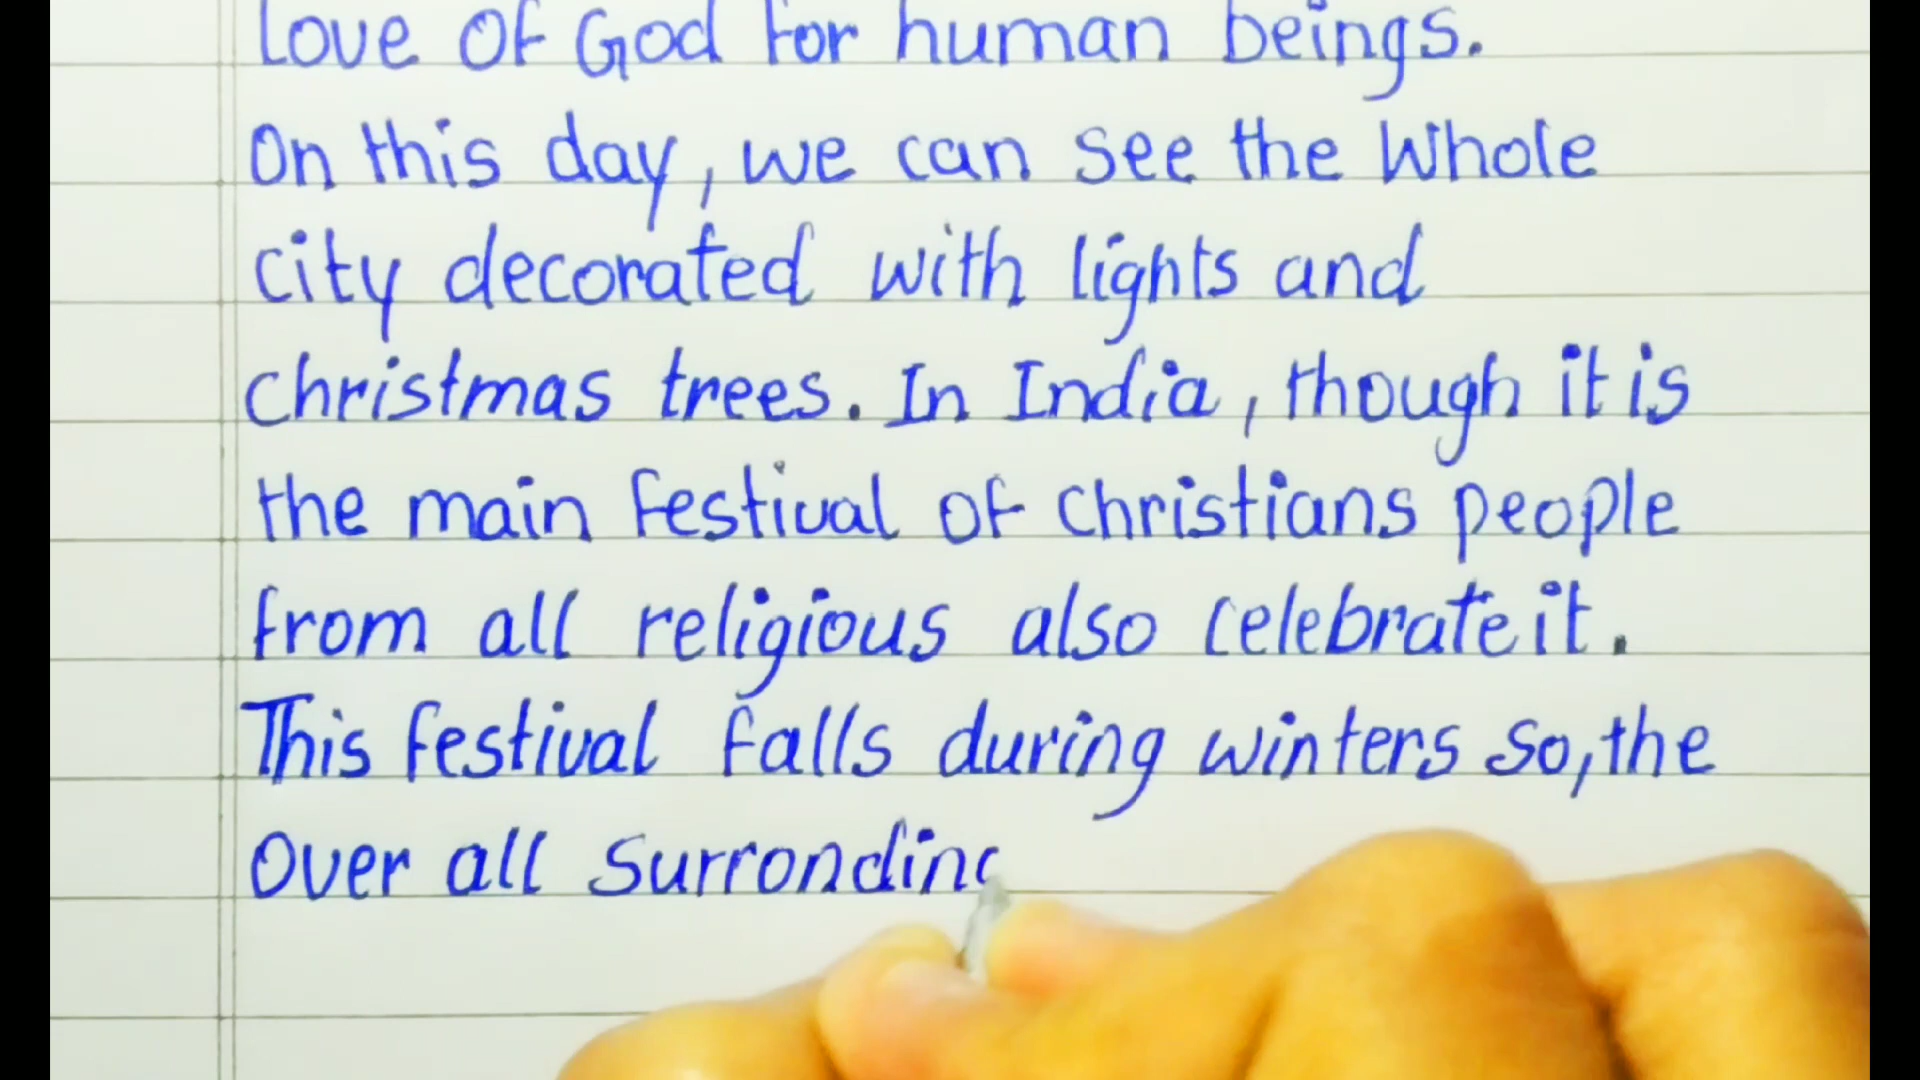 Love of God for human beings.
On this day, we can see the Whole
city decorated with lights and
christmas trees. In India, though it is
the main festival of christians people
from all religious also celebrate it.
This festival falls during winters so, the
Over all